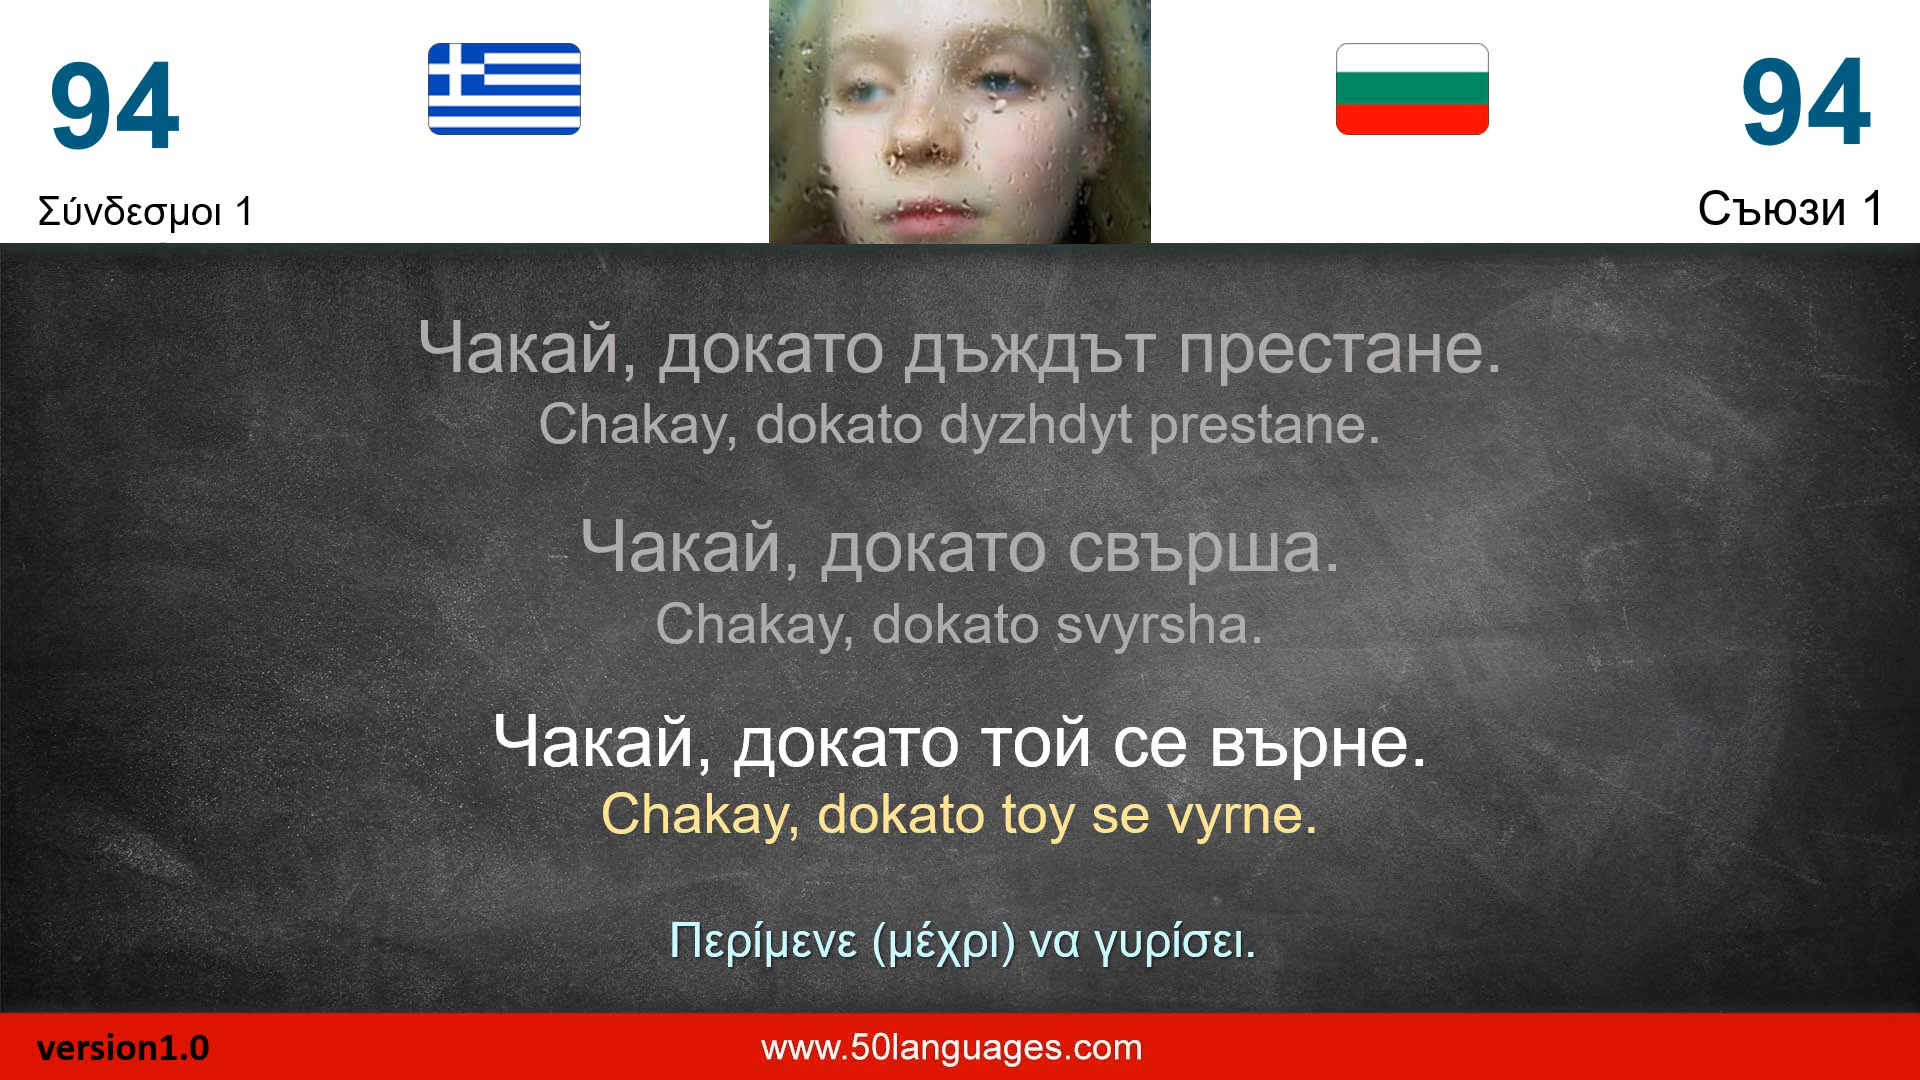 94
94
Σύνδεσμοι 1
Съюзи 1
Чакай, докато дъждът престане.
Chakay, dokato dyzhdyt prestane.
Чакай, докато свърша.
Chakay, dokato svyrsha.
Чакай, докато той се върне.
Chakay, dokato toy se vyrne.
Περίμενε (μέχρι) να γυρίσει.
version1.0
www.50languages.com